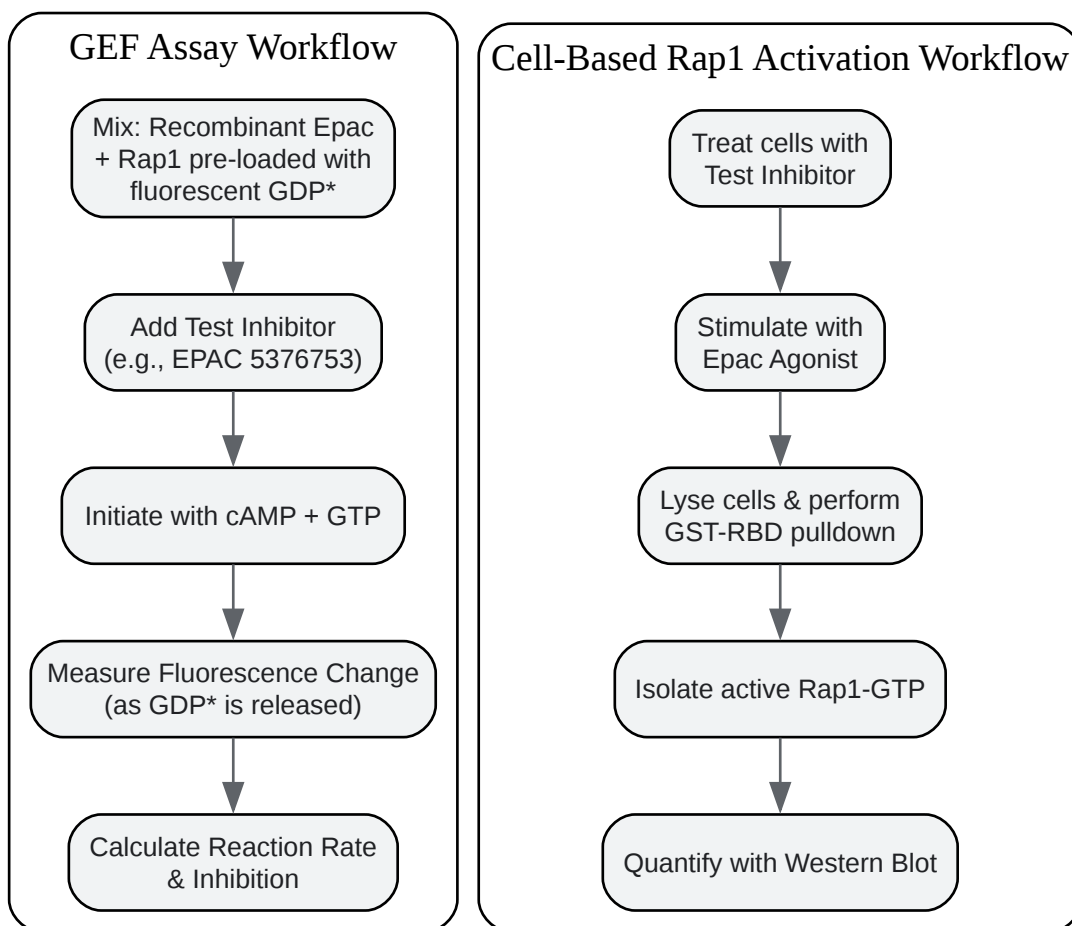 GEF Assay Workflow
Mix: Recombinant Epac
+ Rap1 pre-loaded with
fluorescent GDP*
Add Test Inhibitor
(e.g., EPAC 5376753)
Initiate with cAMP + GTP
Measure Fluorescence Change
(as GDP* is released)
Calculate Reaction Rate
& Inhibition
Cell-Based Rap1 Activation Workflow
Treat cells with
Test Inhibitor
Stimulate with
Epac Agonist
Lyse cells & perform
GST-RBD pulldown
Isolate active Rap1-GTP
Quantify with Western Blot